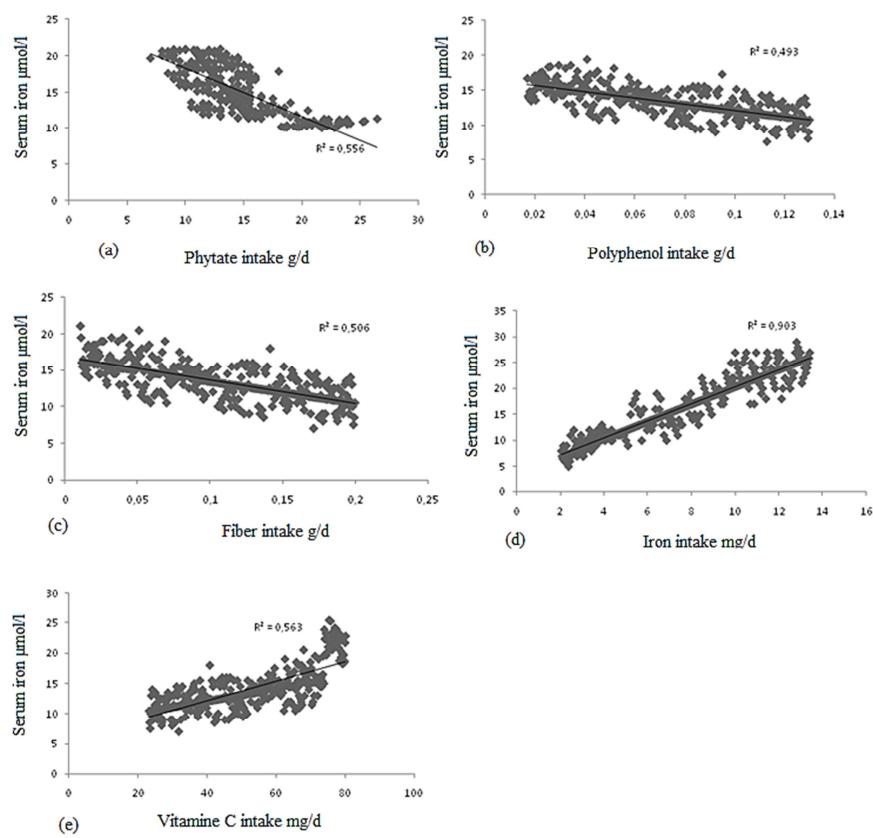 25
20
15
10
5
0
Serum iron µmol/l
R² = 0,556
0 5 10 15 20 25 30
(a)
Phytate intake g/d
25
20
15
10
5
0
Serum iron µmol/l
R² = 0,493
0 0,02 0,04 0,06 0,08 0,1 0,12 0,14
(b)
Polyphenol intake g/d
25
20
15
10
5
0
Serum iron µmol/l
R² = 0,506
0 0,05 0,1 0,15 0,2 0,25
(c)
Fiber intake g/d
35
30
25
20
15
10
5
0
Serum iron µmol/l
R² = 0,903
0 2 4 6 8 10 12 14 16
(d)
Iron intake mg/d
30
25
20
15
10
5
0
Serum iron µmol/l
R² = 0,563
0 20 40 60 80 100
(e)
Vitamine C intake mg/d